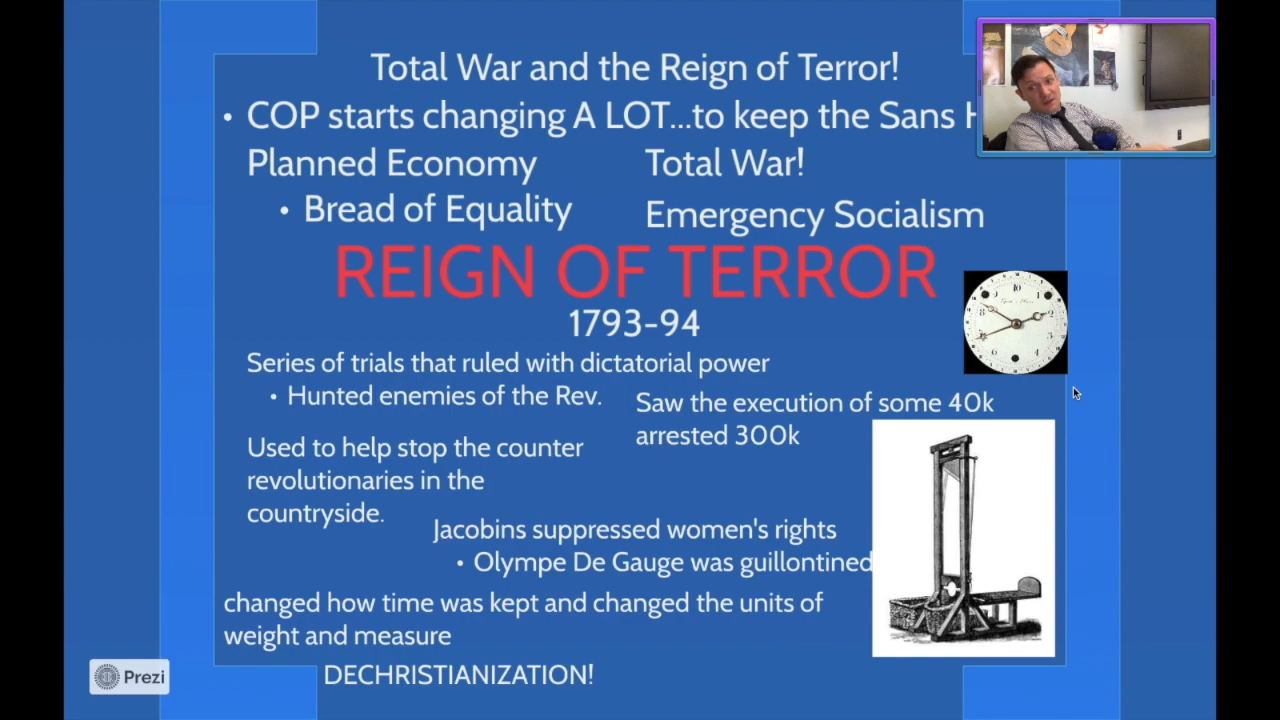 Total War and the Reign of Terror!
• COP starts changing A LOT...to keep the Sans
Planned Economy
Total War!
• Bread of Equality
Emergency Socialism
REIGN OF TERROR
1793-94
Series of trials that ruled with dictatorial power
• Hunted enemies of the Rev.
Saw the execution of some 40k
arrested 300k
Used to help stop the counter
revolutionaries in the
countryside.
Jacobins suppressed women's rights
• Olympe De Gauge was guillontined
changed how time was kept and changed the units of
weight and measure
DECHRISTIANIZATION!
Prezi